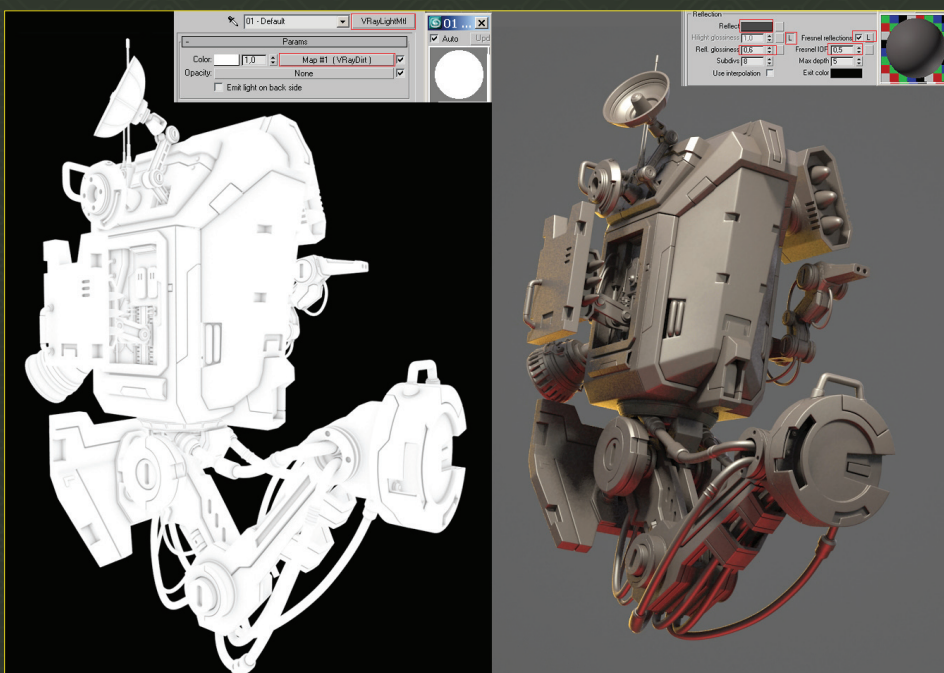 01 - Default VRayLightMtl
Params
Color: 1,0 Map #1 ( VRayDirt )
Opacity: None
Emit light on back side
01 ...
Auto Upd
Reflection
Reflect
Hilight glossiness 1,0 L Fresnel reflections L
Refl. glossiness 0,6 Fresnel IOR 0,5
Subdivs 8 Max depth 5
Use interpolation Exit color